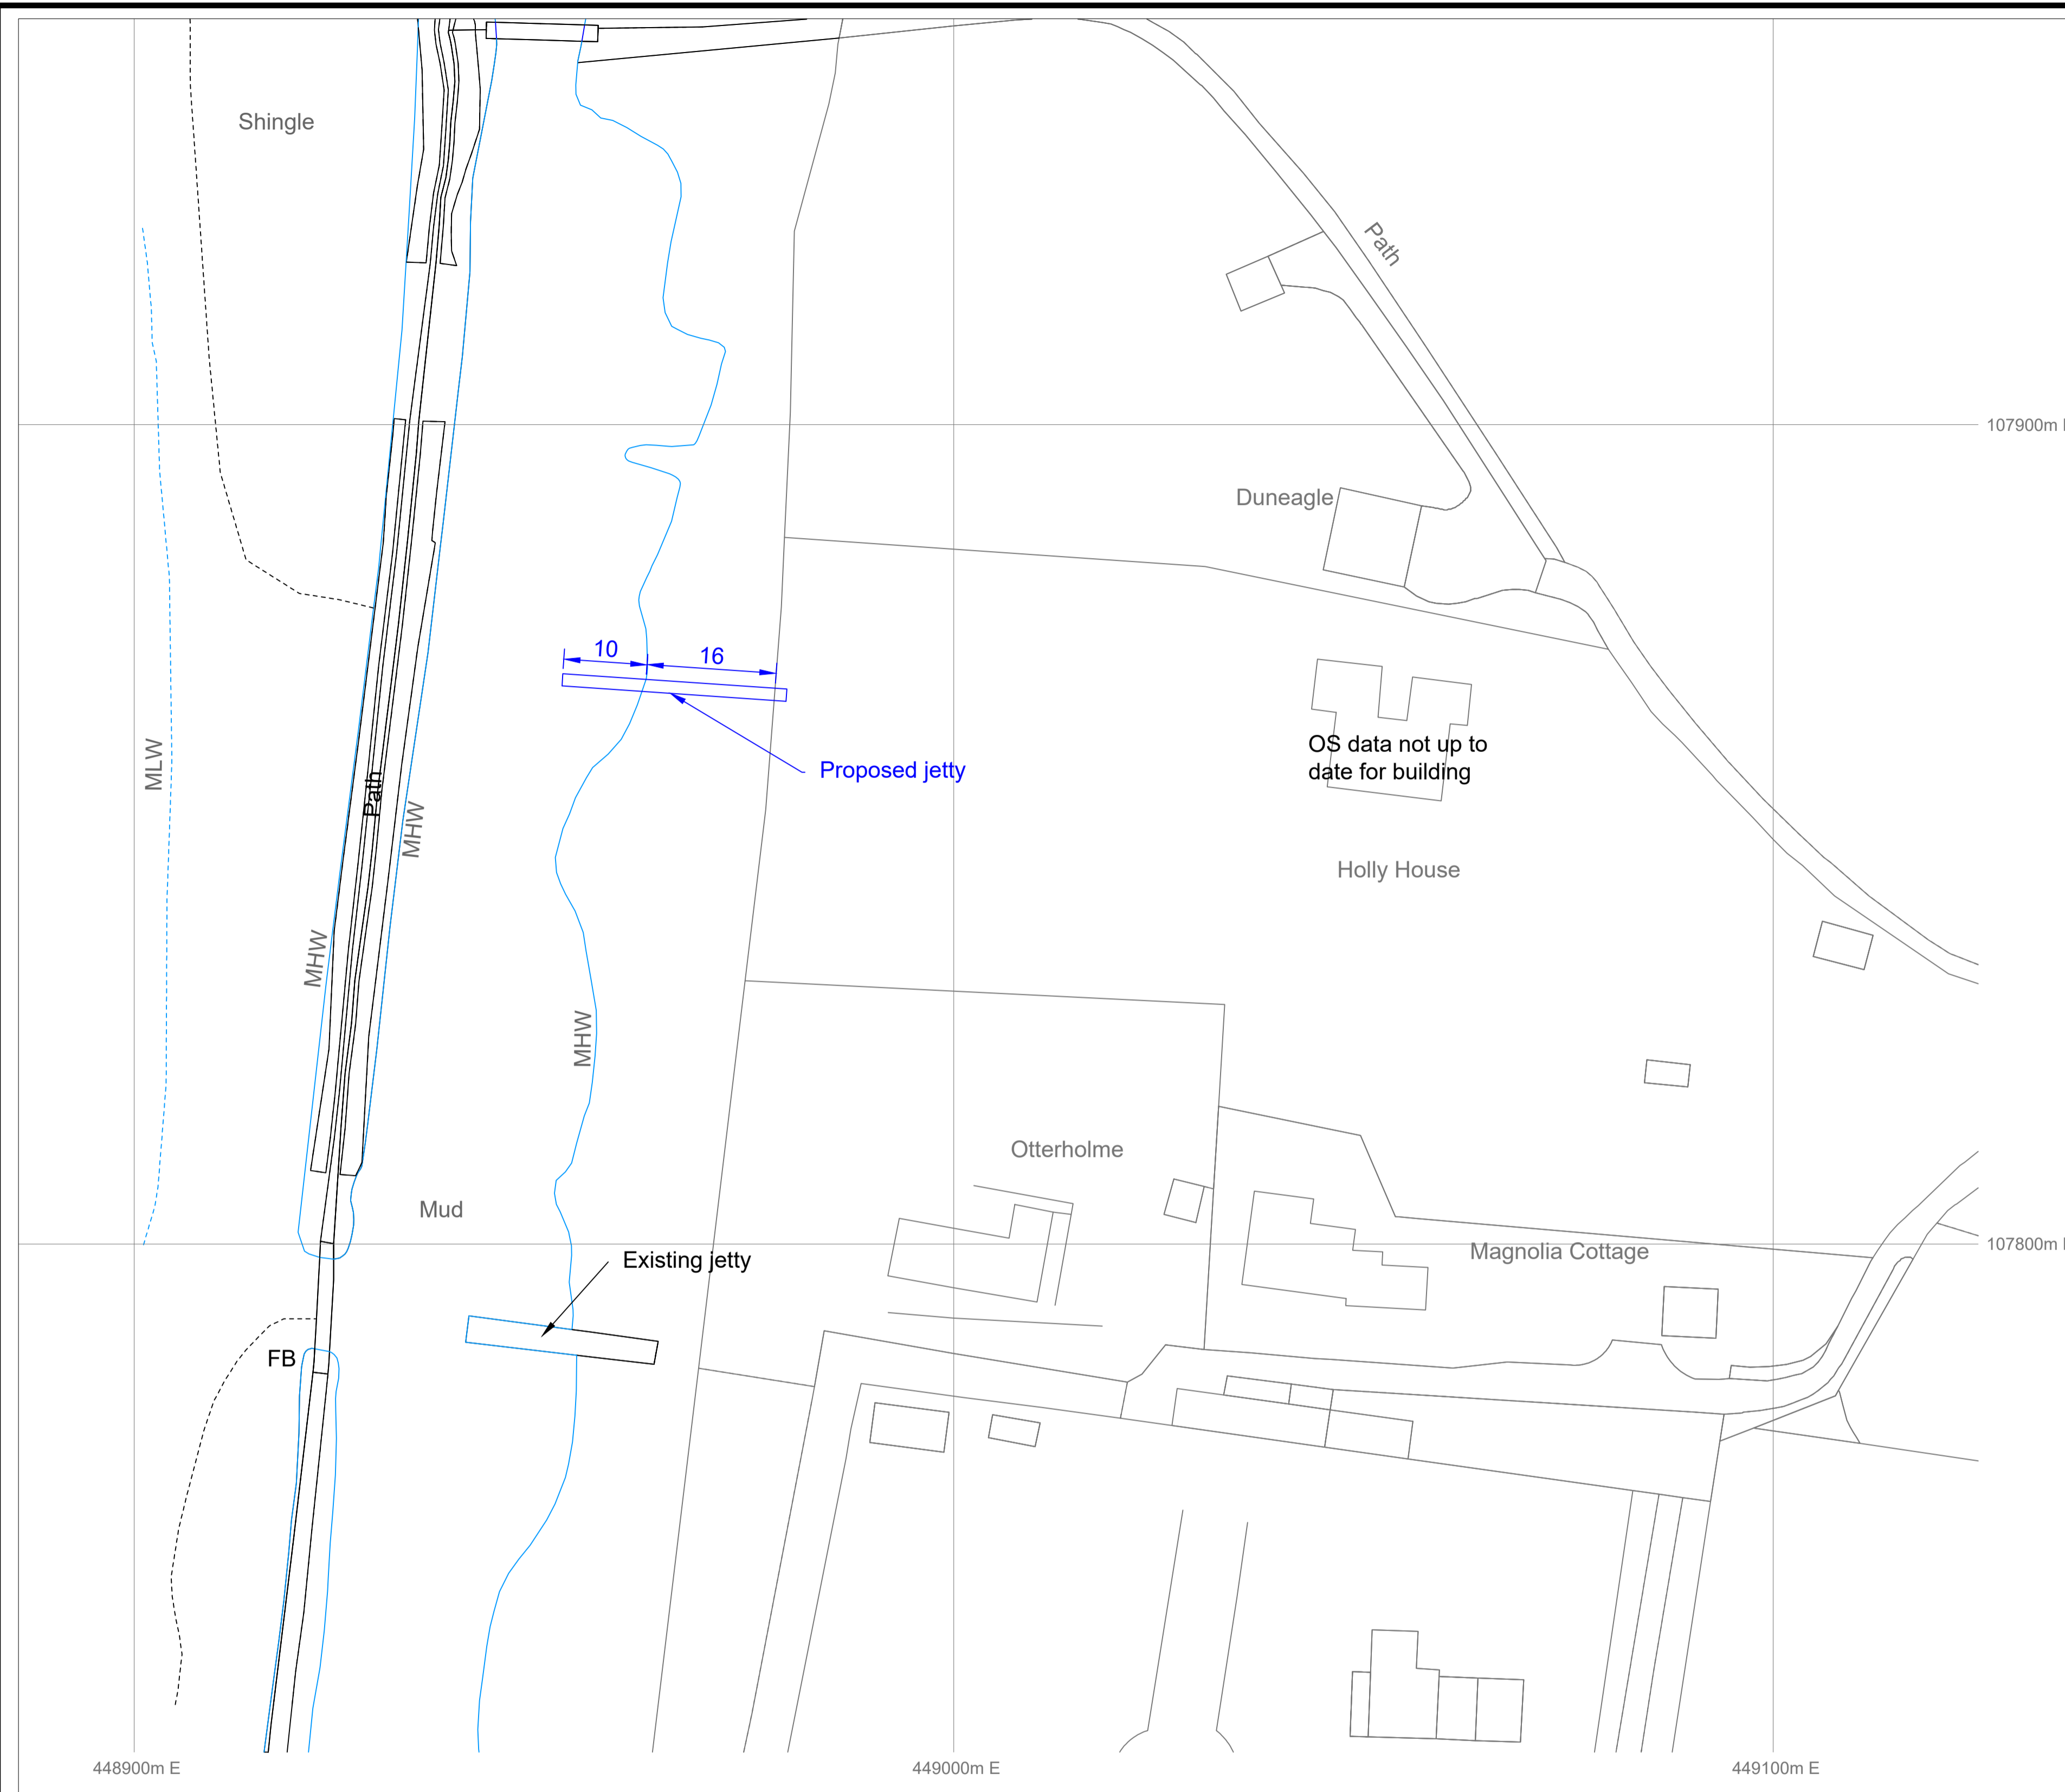 Shingle
Path
107900m
Duneagle
10
16
Proposed jetty
OS data not up to
date for building
MLW
Path
MHW
Holly House
MHW
MHW
Otterholme
Mud
107800m
Magnolia Cottage
Existing jetty
FB
448900m E
449000m E
449100m E